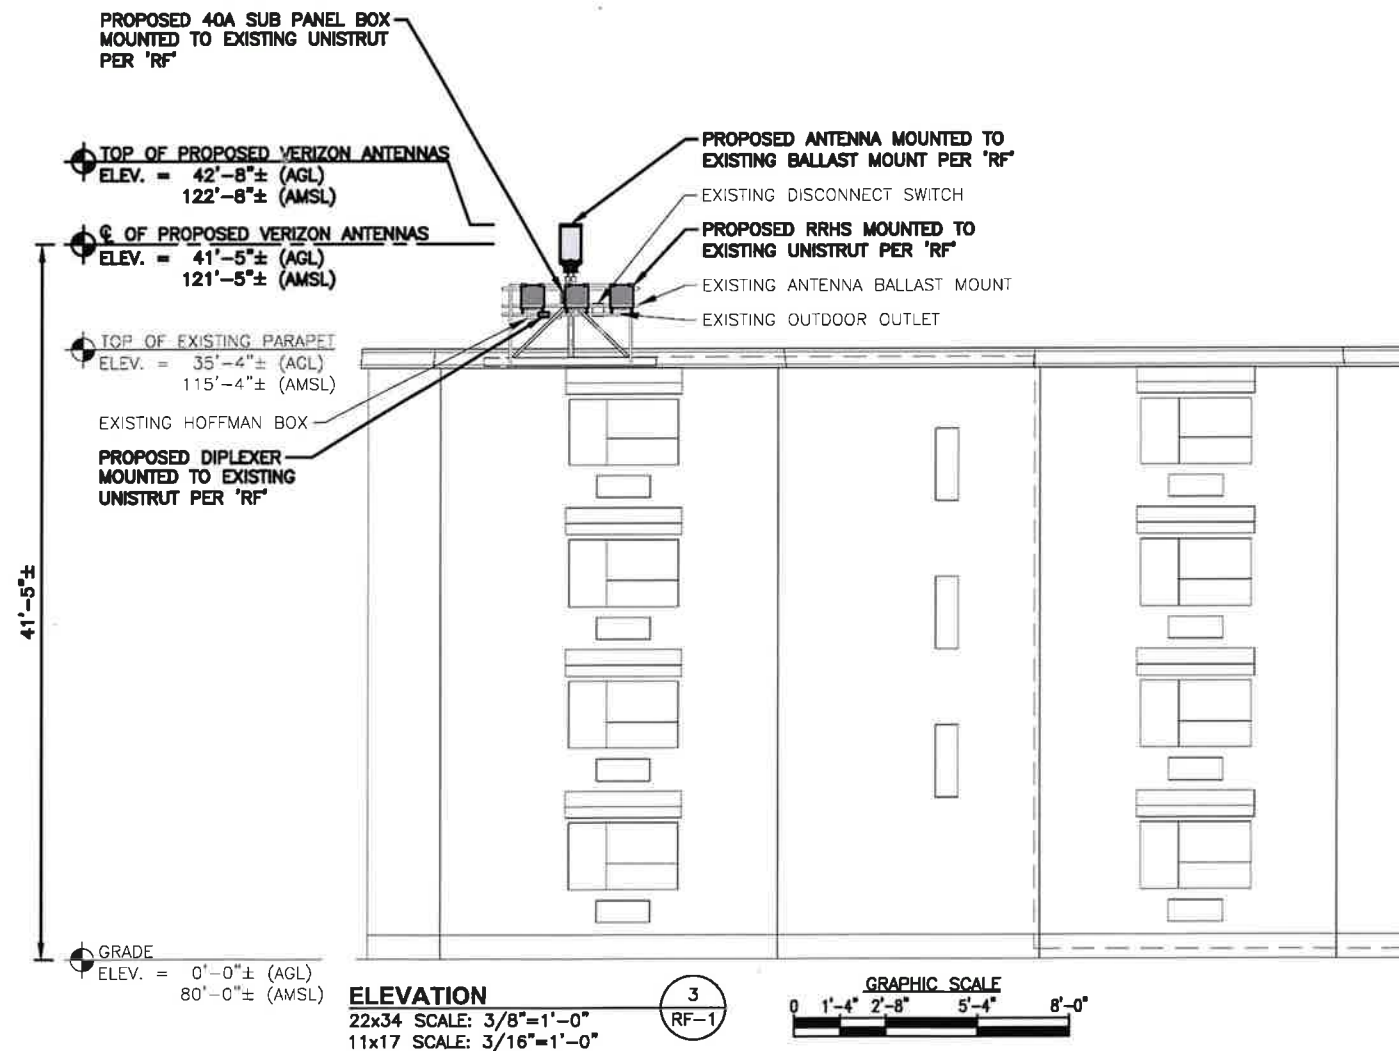 PROPOSED 40A SUB PANEL BOX
MOUNTED TO EXISTING UNISTRUT
PER 'RF'
TOP OF PROPOSED VERIZON ANTENNAS
ELEV. = 42'-8"± (AGL)
122'-8"± (AMSL)
℄ OF PROPOSED VERIZON ANTENNAS
ELEV. = 41'-5"± (AGL)
121'-5"± (AMSL)
TOP OF EXISTING PARAPET
ELEV. = 35'-4"± (AGL)
115'-4"± (AMSL)
EXISTING HOFFMAN BOX
PROPOSED DIPLEXER
MOUNTED TO EXISTING
UNISTRUT PER 'RF'
PROPOSED ANTENNA MOUNTED TO
EXISTING BALLAST MOUNT PER 'RF'
EXISTING DISCONNECT SWITCH
PROPOSED RRHS MOUNTED TO
EXISTING UNISTRUT PER 'RF'
EXISTING ANTENNA BALLAST MOUNT
EXISTING OUTDOOR OUTLET
41'-5"±
GRADE
ELEV. = 0'-0"± (AGL)
80'-0"± (AMSL)
ELEVATION
22x34 SCALE: 3/8"=1'-0"
11x17 SCALE: 3/16"=1'-0"
3
RF-1
GRAPHIC SCALE
0 1'-4" 2'-8" 5'-4" 8'-0"